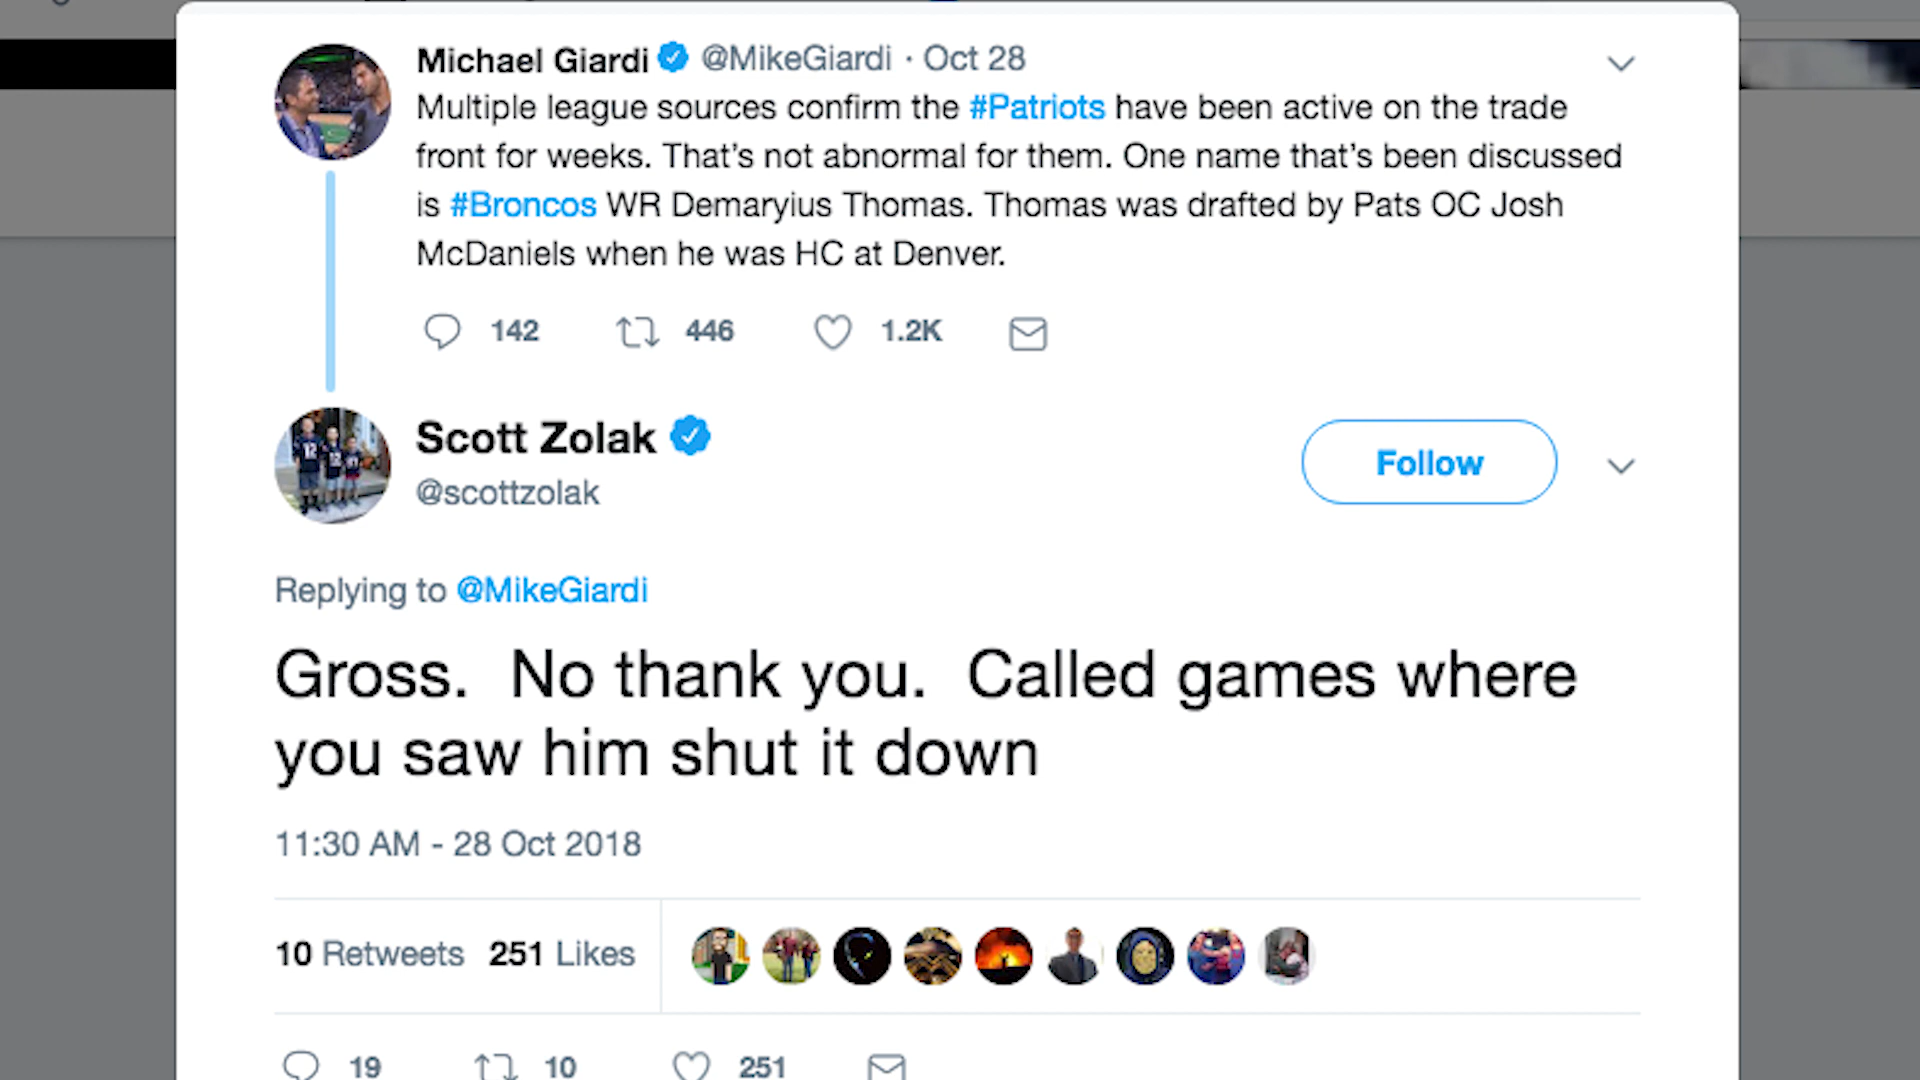 Michael Giardi @MikeGiardi · Oct 28
Multiple league sources confirm the #Patriots have been active on the trade
front for weeks. That's not abnormal for them. One name that's been discussed
is #Broncos WR Demaryius Thomas. Thomas was drafted by Pats OC Josh
McDaniels when he was HC at Denver.
142 446 1.2K
Scott Zolak
@scottzolak
Follow
Replying to @MikeGiardi
Gross.  No thank you.  Called games where
you saw him shut it down
11:30 AM - 28 Oct 2018
10 Retweets 251 Likes
19 10 251